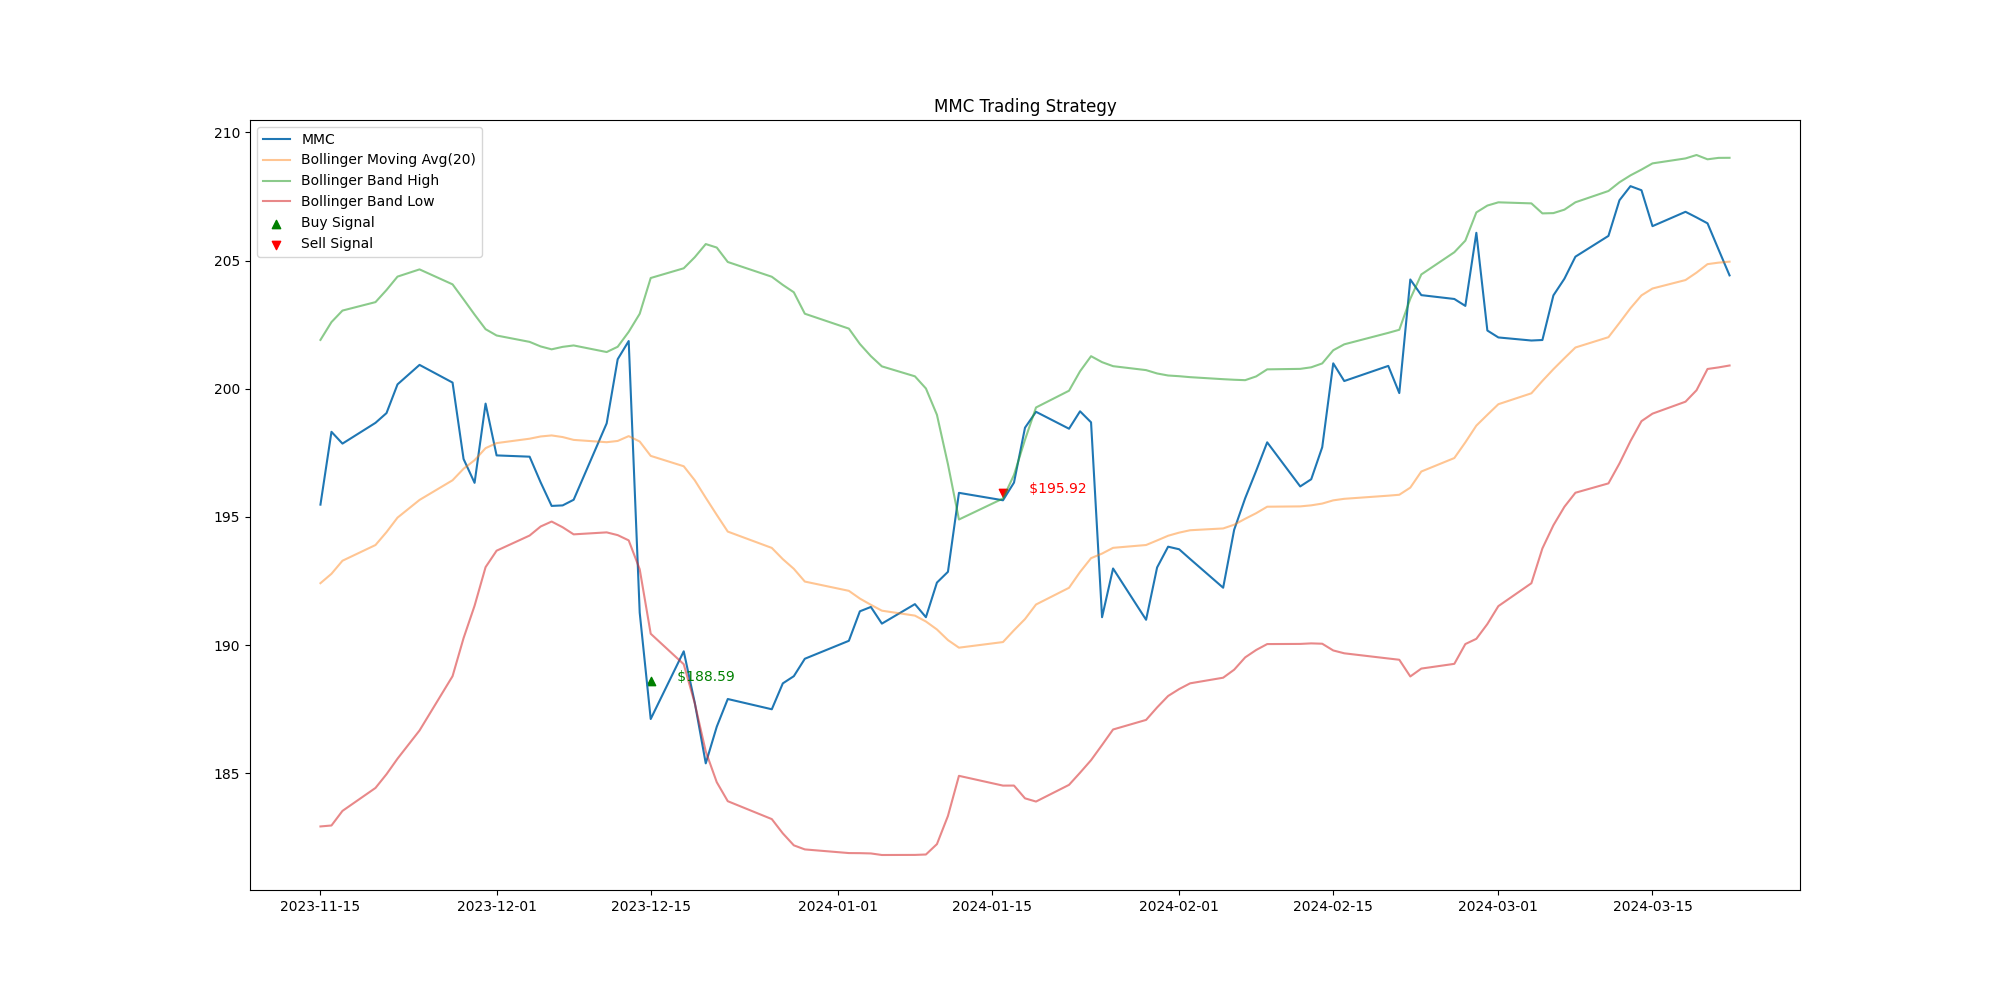 MMC Trading Strategy
210
205
200
195
190
185
MMC
Bollinger Moving Avg(20)
Bollinger Band High
Bollinger Band Low
Buy Signal
Sell Signal
$195.92
$188.59
2023-11-15 2023-12-01 2023-12-15 2024-01-01 2024-01-15 2024-02-01 2024-02-15 2024-03-01 2024-03-15